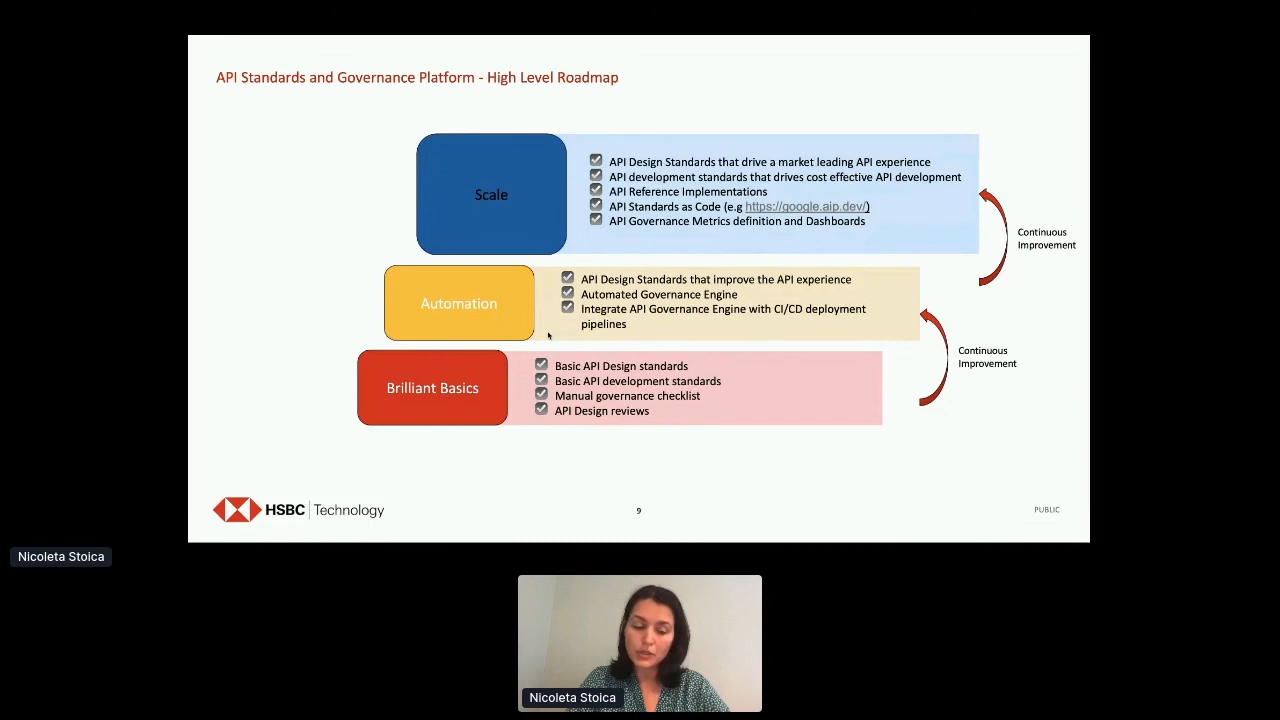 API Standards and Governance Platform - High Level Roadmap
Scale
API Design Standards that drive a market leading API experience
API development standards that drives cost effective API development
API Reference Implementations
API Standards as Code (e.g https://google.aip.dev/)
API Governance Metrics definition and Dashboards
Continuous
Improvement
Automation
API Design Standards that improve the API experience
Automated Governance Engine
Integrate API Governance Engine with CI/CD deployment
pipelines
Continuous
Improvement
Brilliant Basics
Basic API Design standards
Basic API development standards
Manual governance checklist
API Design reviews
HSBC Technology
9
PUBLIC
Nicoleta Stoica
Nicoleta Stoica